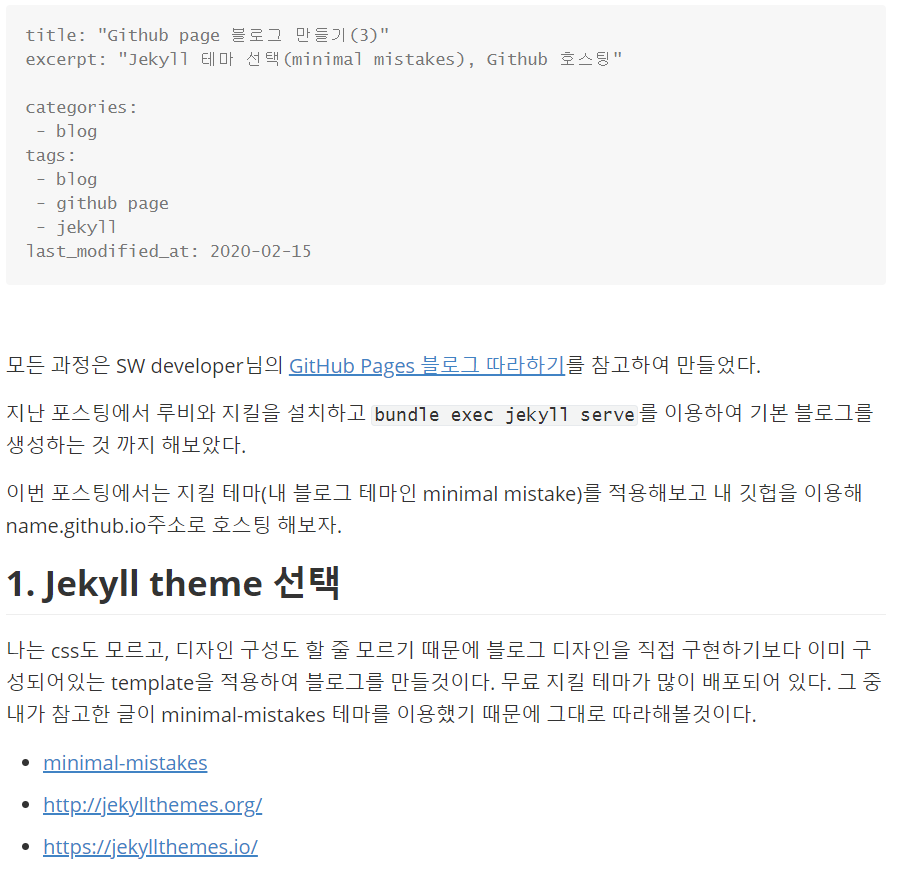 title: "Github page 블로그 만들기(3)"
excerpt: "Jekyll 테마 선택(minimal mistakes), Github 호스팅"
categories:
- blog
tags:
- blog
- github page
- jekyll
last_modified_at: 2020-02-15
모든 과정은 SW developer님의 GitHub Pages 블로그 따라하기를 참고하여 만들었다.
지난 포스팅에서 루비와 지킬을 설치하고 bundle exec jekyll serve를 이용하여 기본 블로그를
생성하는 것 까지 해보았다.
이번 포스팅에서는 지킬 테마(내 블로그 테마인 minimal mistake)를 적용해보고 내 깃헙을 이용해
name.github.io주소로 호스팅 해보자.
1. Jekyll theme 선택
나는 css도 모르고, 디자인 구성도 할 줄 모르기 때문에 블로그 디자인을 직접 구현하기보다 이미 구
성되어있는 template을 적용하여 블로그를 만들것이다. 무료 지킬 테마가 많이 배포되어 있다. 그 중
내가 참고한 글이 minimal-mistakes 테마를 이용했기 때문에 그대로 따라해볼것이다.
• minimal-mistakes
• http://jekyllthemes.org/
• https://jekyllthemes.io/